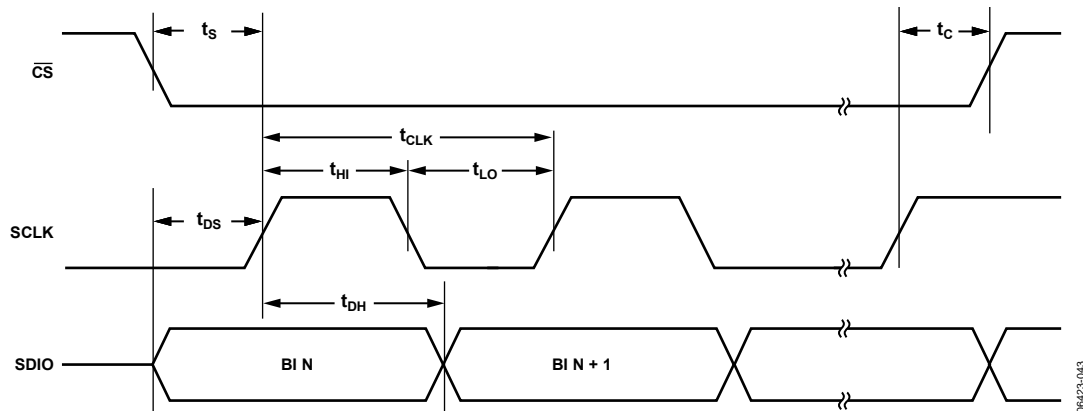 tS
tC
CS
tCLK
tHI
tLO
tDS
SCLK
tDH
SDIO
BI N
BI N + 1
06423-043